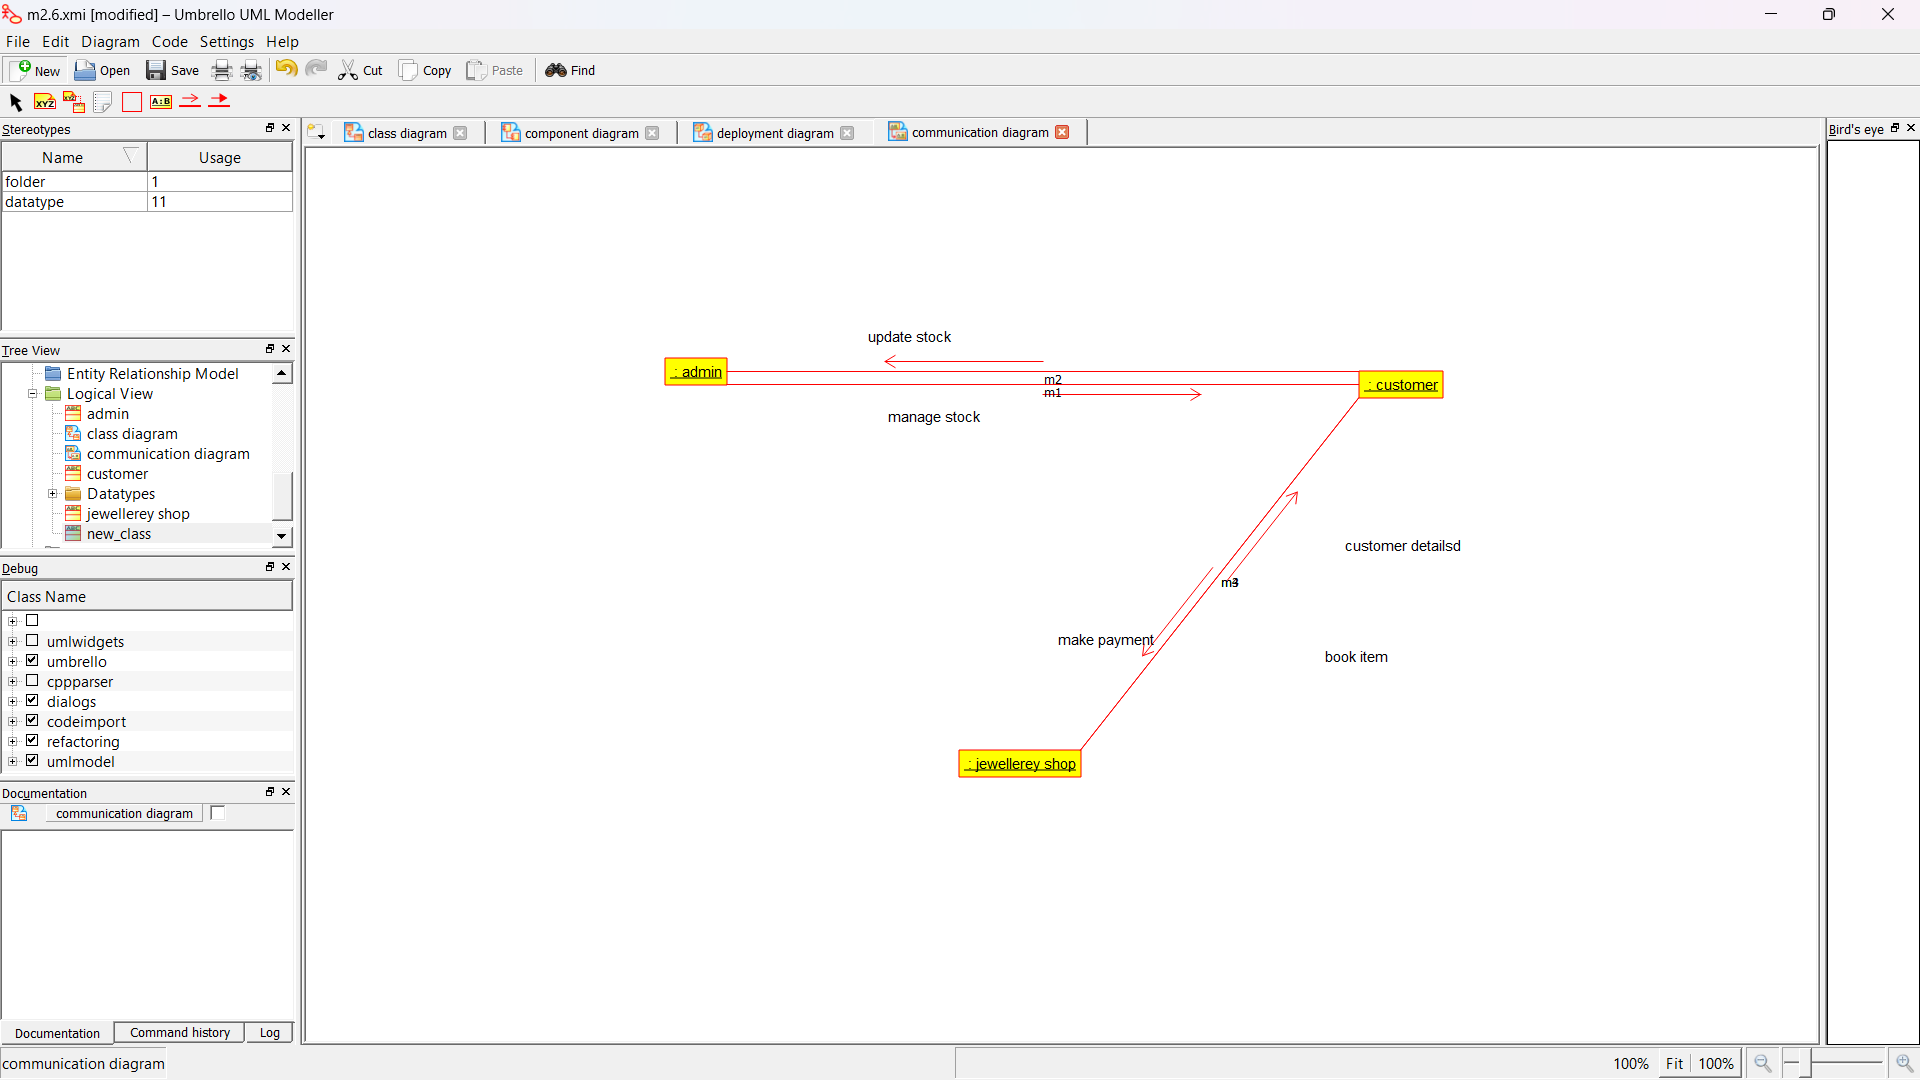 m2.6.xmi [modified] – Umbrello UML Modeller
File Edit Diagram Code Settings Help
New Open Save Cut Copy Paste Find
XYZ XYZ A:B
Stereotypes
Name Usage
folder 1
datatype 11
Tree View
Entity Relationship Model
Logical View
admin
class diagram
communication diagram
customer
Datatypes
jewellerey shop
new_class
Debug
Class Name
umlwidgets
umbrello
cppparser
dialogs
codeimport
refactoring
umlmodel
Documentation
communication diagram
Documentation Command history Log
communication diagram
class diagram component diagram deployment diagram communication diagram
update stock
: admin
m2
: customer
m1
manage stock
customer detailsd
make payment
book item
: jewellerey shop
Bird's eye
100% Fit 100%